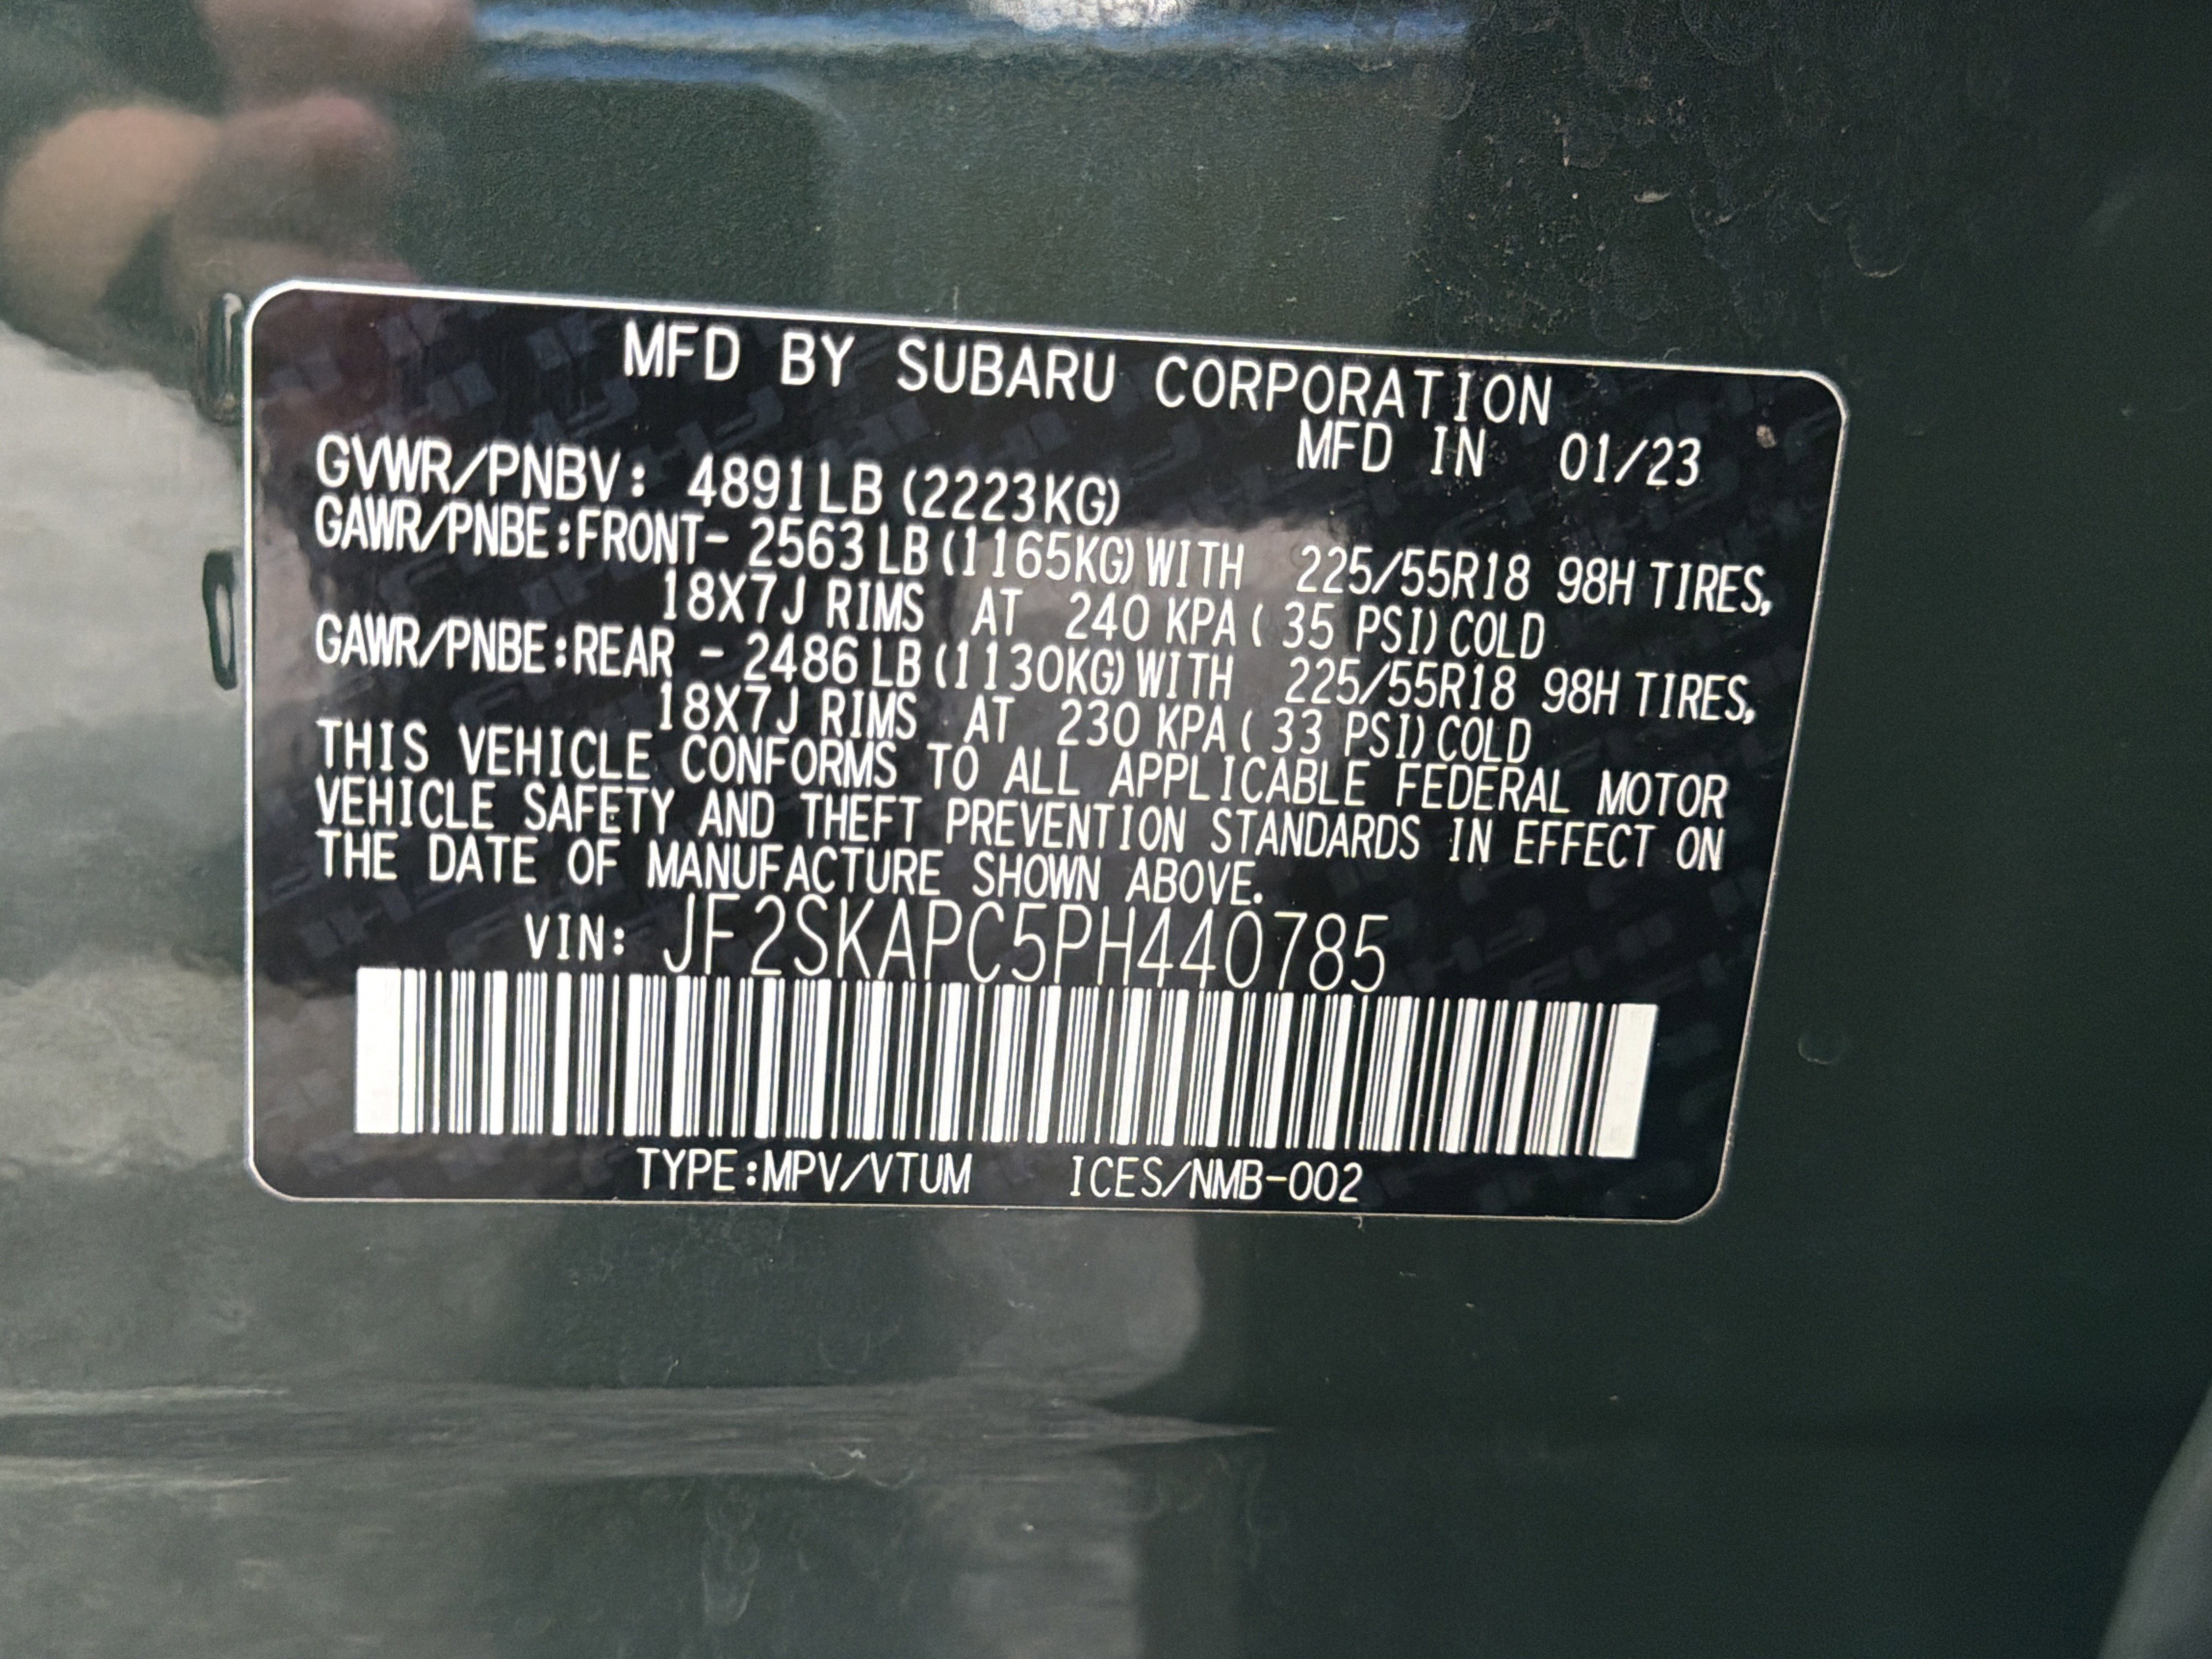 MFD BY SUBARU CORPORATION
MFD IN 01/23
GVWR/PNBV: 4891LB (2223KG)
GAWR/PNBE:FRONT- 2563 LB (1165KG) WITH 225/55R18 98H TIRES,
18X7J RIMS AT 240 KPA ( 35 PSI) COLD
GAWR/PNBE:REAR - 2486 LB (1130KG) WITH 225/55R18 98H TIRES,
18X7J RIMS AT 230 KPA ( 33 PSI) COLD
THIS VEHICLE CONFORMS TO ALL APPLICABLE FEDERAL MOTOR
VEHICLE SAFETY AND THEFT PREVENTION STANDARDS IN EFFECT ON
THE DATE OF MANUFACTURE SHOWN ABOVE.
VIN: JF2SKAPC5PH440785
TYPE:MPV/VTUM ICES/NMB-002